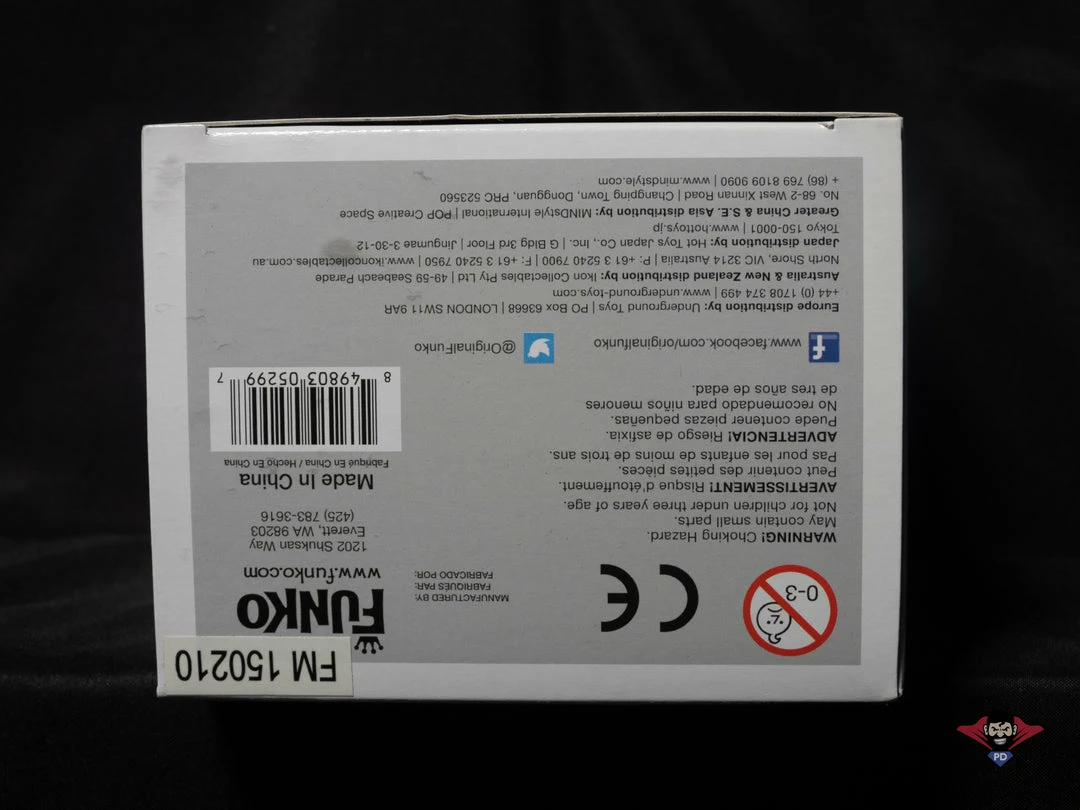 FM 150210
FUNKO
www.funko.com
1202 Shuksan Way
Everett, WA 98203
(425) 783-3616
Made In China
Fabriqué En China / Hecho En China
8 49803 05299 7
MANUFACTURED BY:
FABRIQUÉS PAR:
FABRICADO POR:
CE
0-3
WARNING! Choking Hazard.
May contain small parts.
Not for children under three years of age.
AVERTISSEMENT! Risque d'étouffement.
Peut contenir des petites pièces.
Pas pour les enfants de moins de trois ans.
ADVERTENCIA! Riesgo de asfixia.
Puede contener piezas pequeñas.
No recomendado para niños menores
de tres años de edad.
www.facebook.com/originalfunko
@OriginalFunko
Europe distribution by: Underground Toys | PO Box 63668 | LONDON SW11 9AR
+44 (0) 1708 374 499 | www.underground-toys.com
Australia & New Zealand distribution by: Ikon Collectables Pty Ltd | 49-59 Seabeach Parade
North Shore, VIC 3214 Australia | P: +61 3 5240 7900 | F: +61 3 5240 7950 | www.ikoncollectables.com.au
Japan distribution by: Hot Toys Japan Co., Inc. | G Bldg 3rd Floor | Jingumae 3-30-12
Tokyo 150-0001 | www.hottoys.jp
Greater China & S.E. Asia distribution by: MINDstyle International | POP Creative Space
No. 68-2 West Xinnan Road | Changping Town, Dongguan, PRC 523560
+ (86) 769 8109 9090 | www.mindstyle.com
PD